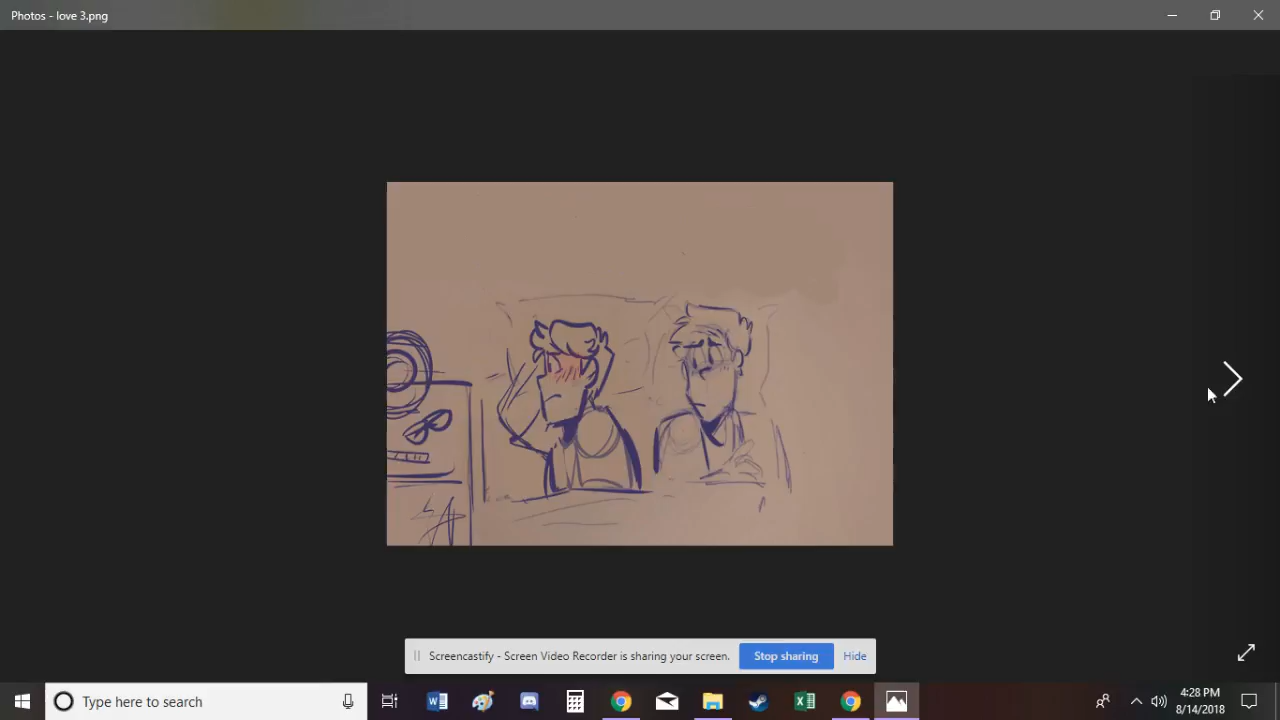 Photos - love 3.png
Screencastify - Screen Video Recorder is sharing your screen. Stop sharing Hide
Type here to search
4:28 PM
8/14/2018